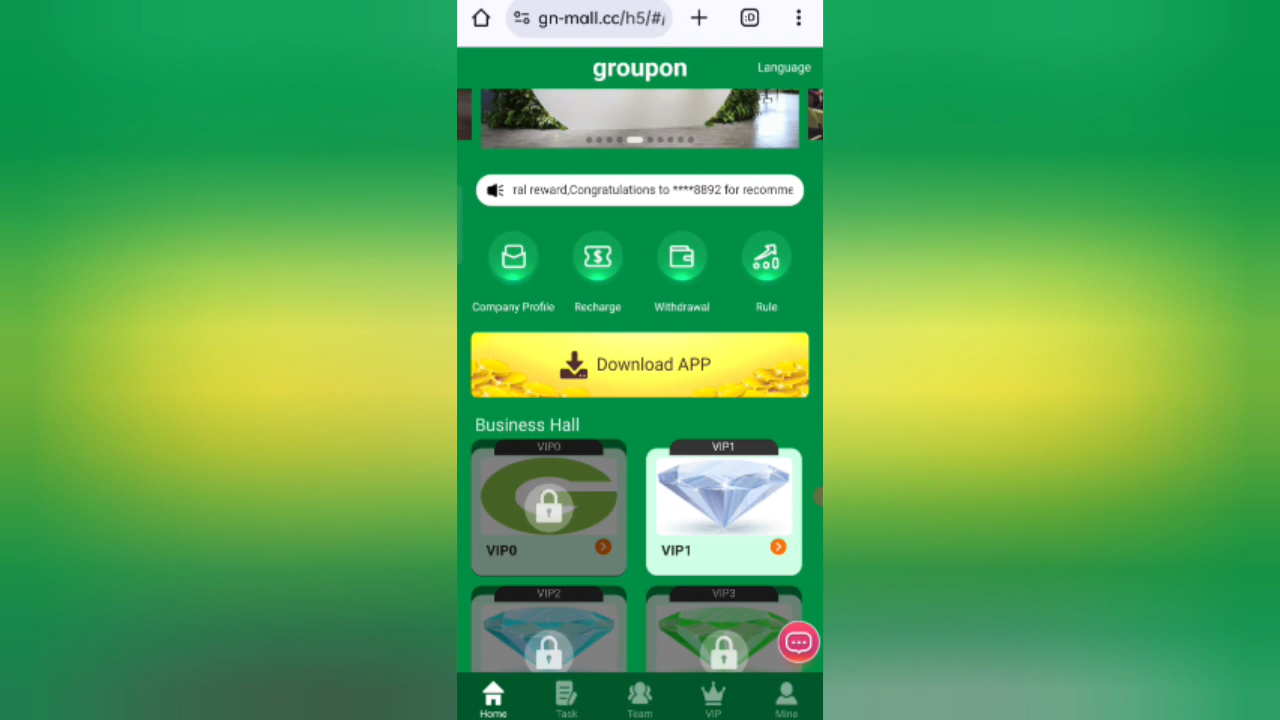 gn-mall.cc/h5/#/
:D
groupon
Language
ral reward,Congratulations to ****8892 for recomme
Company Profile
Recharge
Withdrawal
Rule
Download APP
Business Hall
VIP0
VIP1
VIP0
VIP1
VIP2
VIP3
Home
Task
Team
VIP
Mine